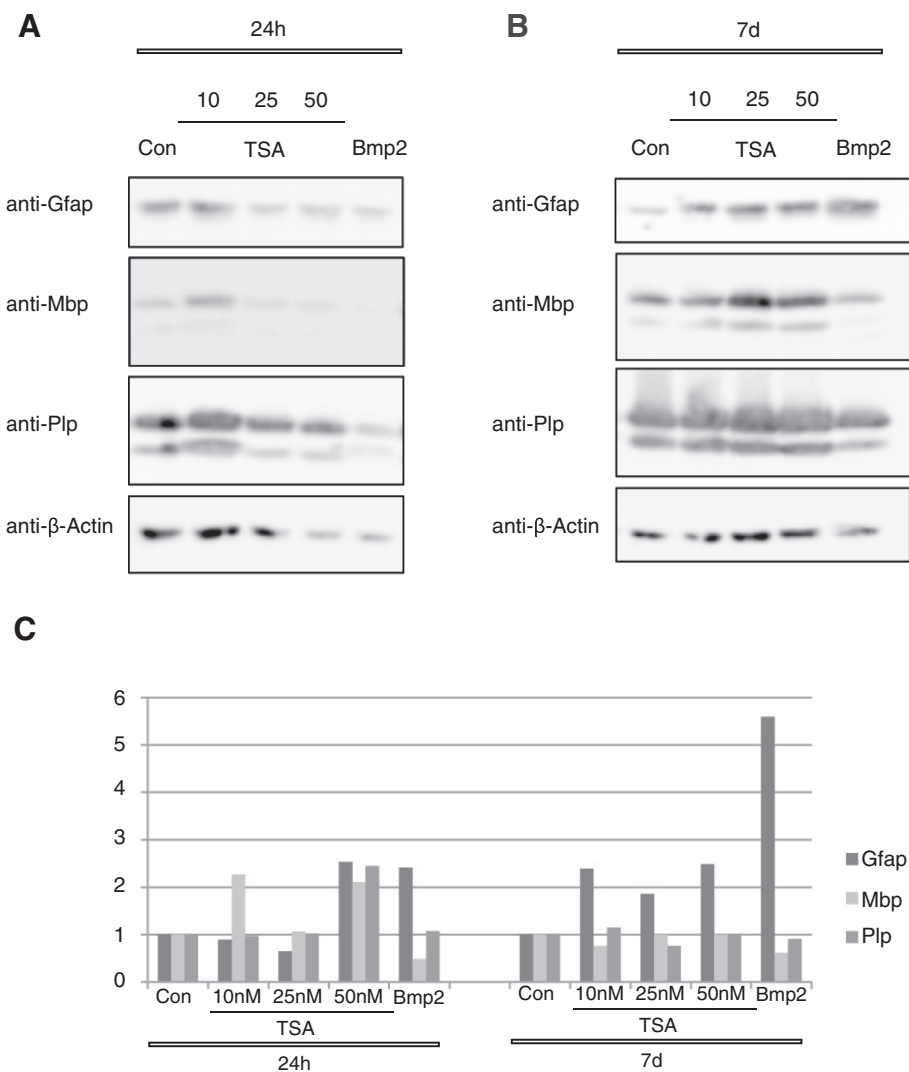 A
24h
10 25 50
Con TSA Bmp2
anti-Gfap
anti-Mbp
anti-Plp
anti-β-Actin
B
7d
10 25 50
Con TSA Bmp2
anti-Gfap
anti-Mbp
anti-Plp
anti-β-Actin
C
6
5
4
3
2
1
0
Con 10nM 25nM 50nM Bmp2
TSA
24h
Con 10nM 25nM 50nM Bmp2
TSA
7d
Gfap
Mbp
Plp